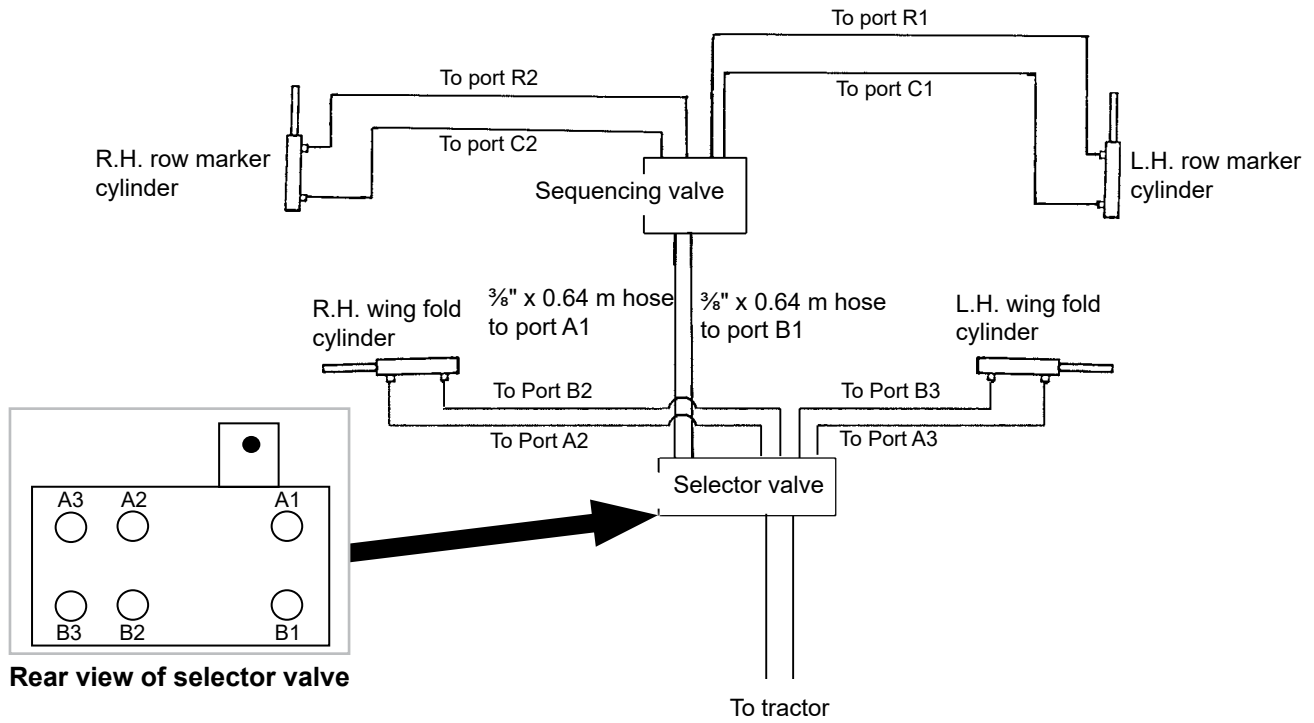 To port R1
To port R2
To port C1
To port C2
R.H. row marker
cylinder
L.H. row marker
cylinder
Sequencing valve
R.H. wing fold
cylinder
⅜" x 0.64 m hose
to port A1
⅜" x 0.64 m hose
to port B1
L.H. wing fold
cylinder
To Port B2
To Port B3
To Port A2
To Port A3
Selector valve
A3 A2 A1
B3 B2 B1
Rear view of selector valve
To tractor